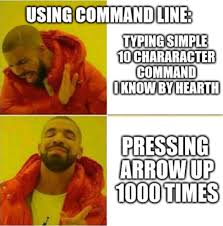 USING COMMAND LINE:
TYPING SIMPLE
10 CHARARACTER
COMMAND
I KNOW BY HEARTH
PRESSING
ARROW UP
1000 TIMES